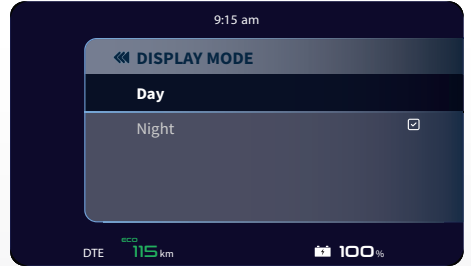 9:15 am
DISPLAY MODE
Day
Night
DTE ECO 115 km 100%